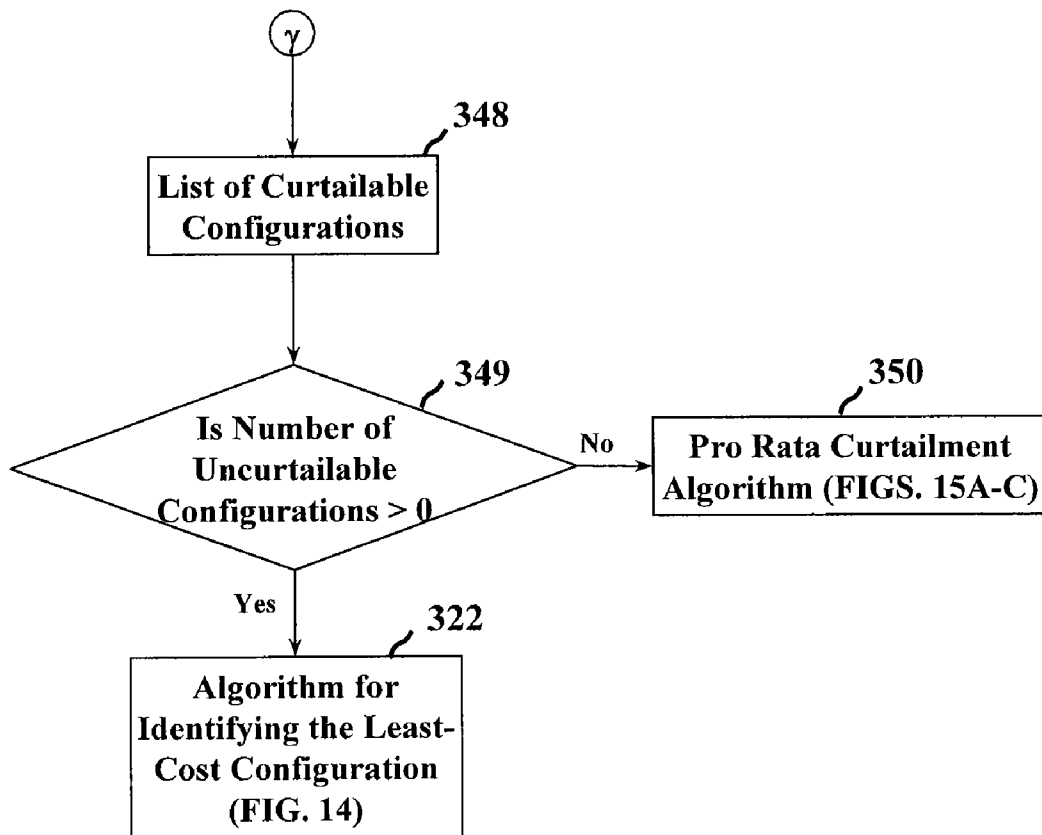 γ
348
List of Curtailable
Configurations
349
Is Number of
Uncurtailable
Configurations > 0
No
350
Pro Rata Curtailment
Algorithm (FIGS. 15A-C)
Yes
322
Algorithm for
Identifying the Least-
Cost Configuration
(FIG. 14)